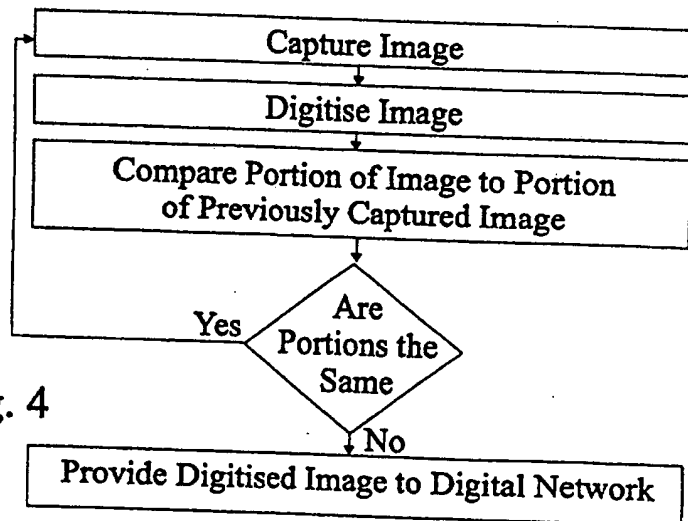 Capture Image
Digitise Image
Compare Portion of Image to Portion
of Previously Captured Image
Are
Portions the
Same
Yes
No
. 4
Provide Digitised Image to Digital Network